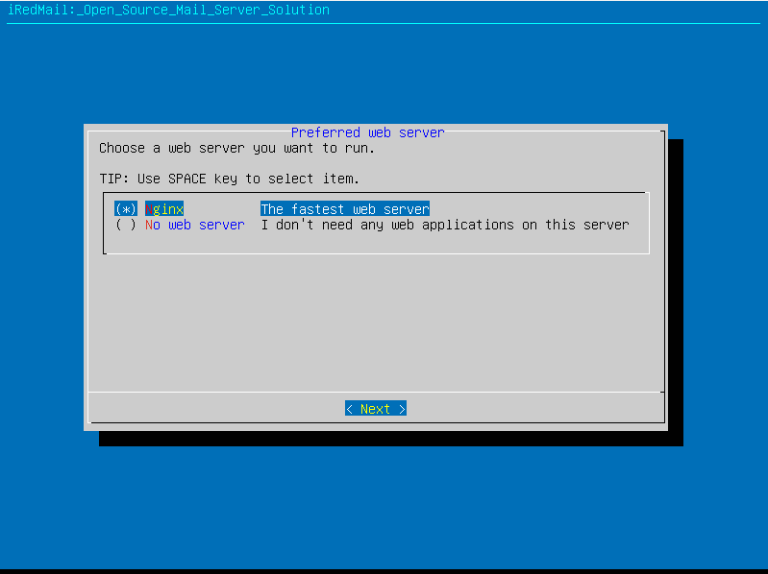 iRedMail:_Open_Source_Mail_Server_Solution
Preferred web server
Choose a web server you want to run.
TIP: Use SPACE key to select item.
(*) Nginx The fastest web server
( ) No web server I don't need any web applications on this server
< Next >